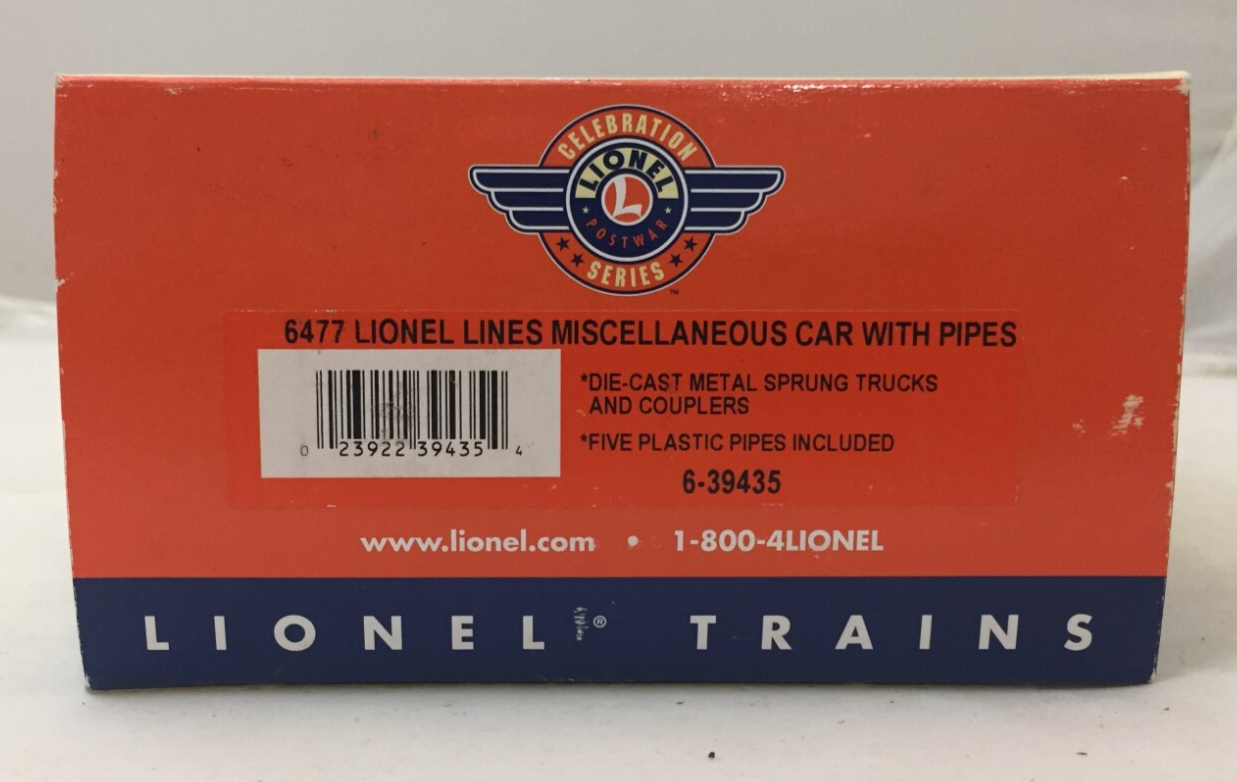 CELEBRATION
LIONEL
L
POSTWAR
SERIES
™
6477 LIONEL LINES MISCELLANEOUS CAR WITH PIPES
*DIE-CAST METAL SPRUNG TRUCKS
AND COUPLERS
*FIVE PLASTIC PIPES INCLUDED
0 23922 39435 4
6-39435
www.lionel.com • 1-800-4LIONEL
LIONEL® TRAINS